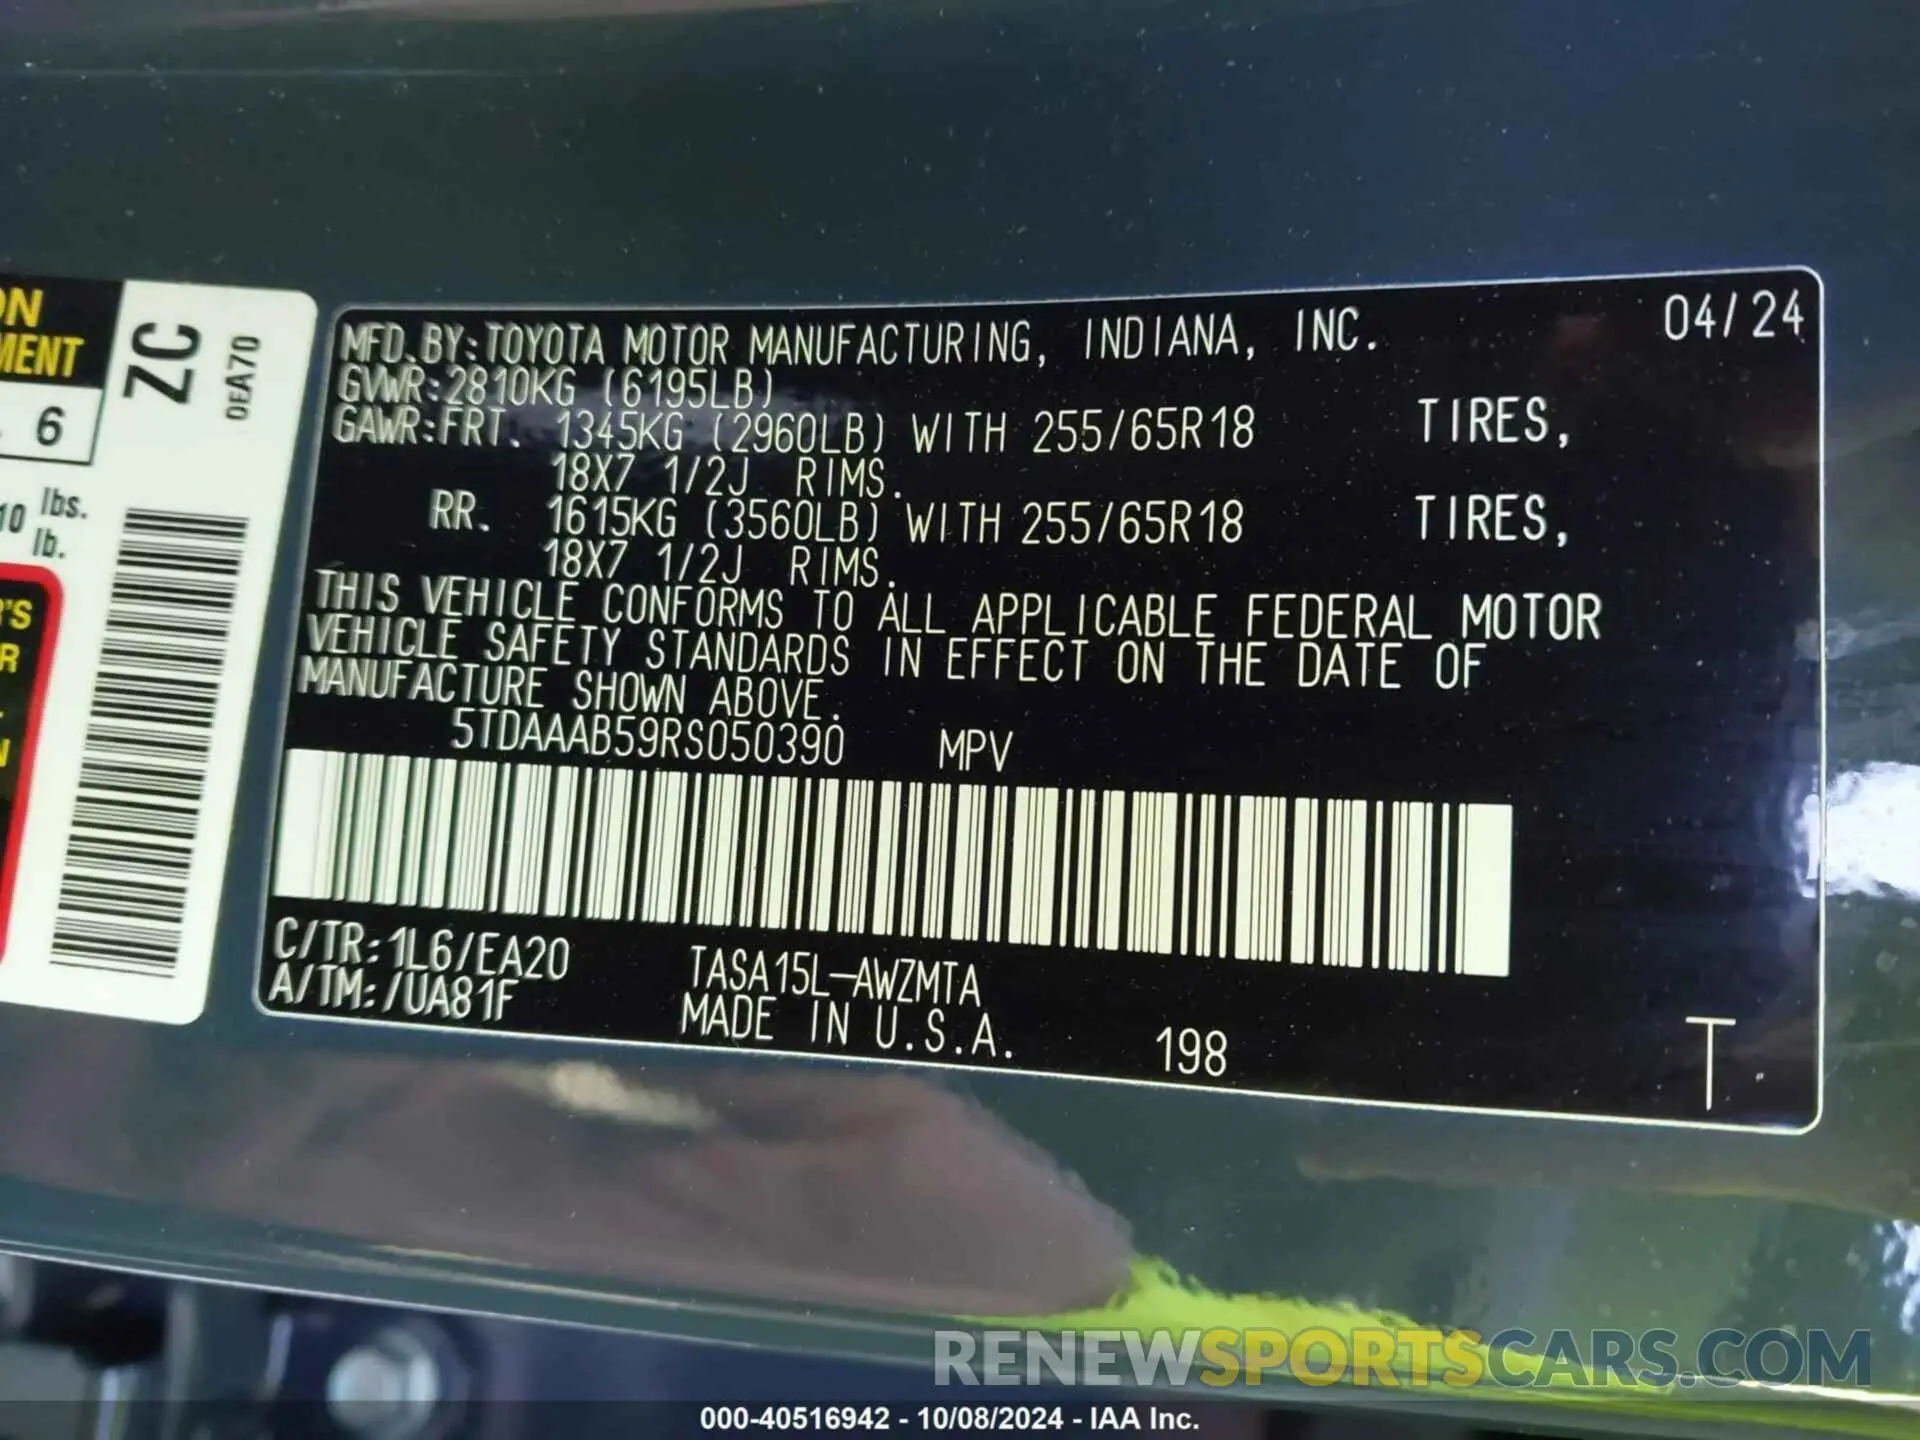 ON
MENT
6
10 lbs.
lb.
'S
R
N
ZC
0EA70
MFD.BY:TOYOTA MOTOR MANUFACTURING, INDIANA, INC. 04/24
GVWR:2810KG (6195LB)
GAWR:FRT. 1345KG (2960LB) WITH 255/65R18 TIRES,
18X7 1/2J RIMS.
RR. 1615KG (3560LB) WITH 255/65R18 TIRES,
18X7 1/2J RIMS.
THIS VEHICLE CONFORMS TO ALL APPLICABLE FEDERAL MOTOR
VEHICLE SAFETY STANDARDS IN EFFECT ON THE DATE OF
MANUFACTURE SHOWN ABOVE.
5TDAAAB59RS050390 MPV
C/TR:1L6/EA20 TASA15L-AWZMTA
A/TM:/UA81F MADE IN U.S.A. 198 T
RENEWSPORTSCARS.COM
000-40516942 - 10/08/2024 - IAA Inc.